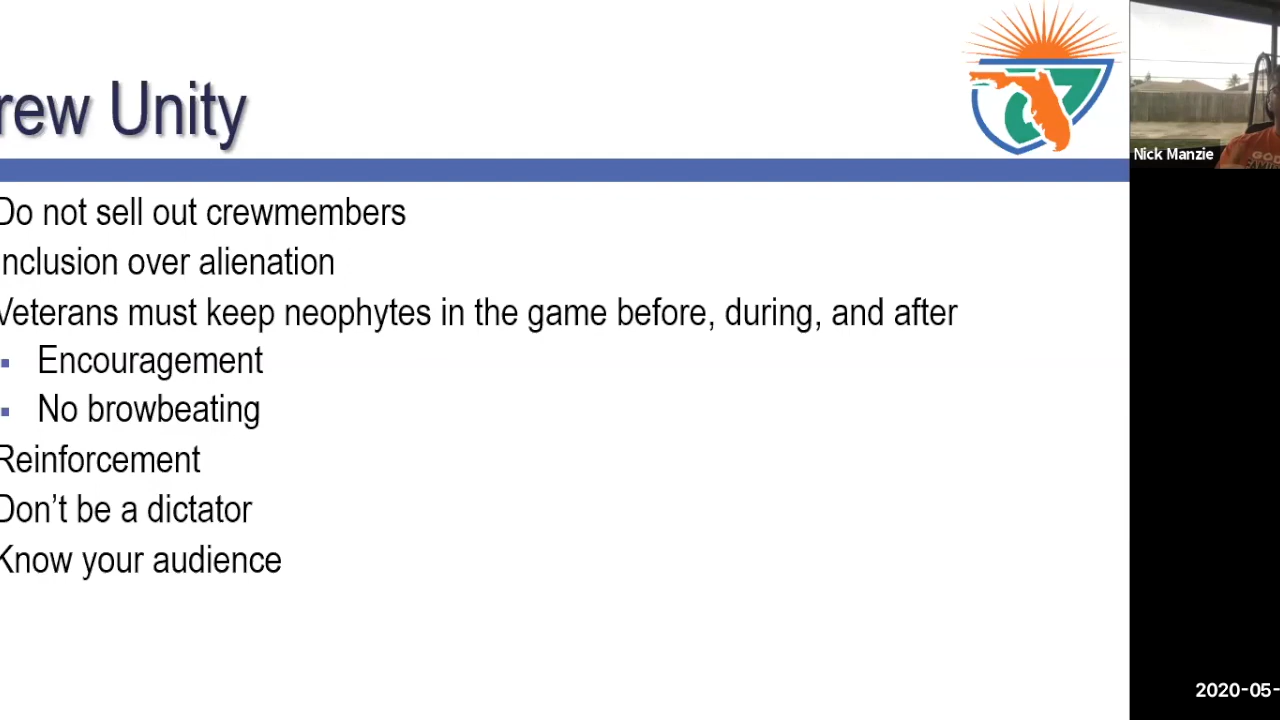 rew Unity
Do not sell out crewmembers
nclusion over alienation
Veterans must keep neophytes in the game before, during, and after
▪ Encouragement
▪ No browbeating
Reinforcement
Don’t be a dictator
Know your audience
Nick Manzie
2020-05-